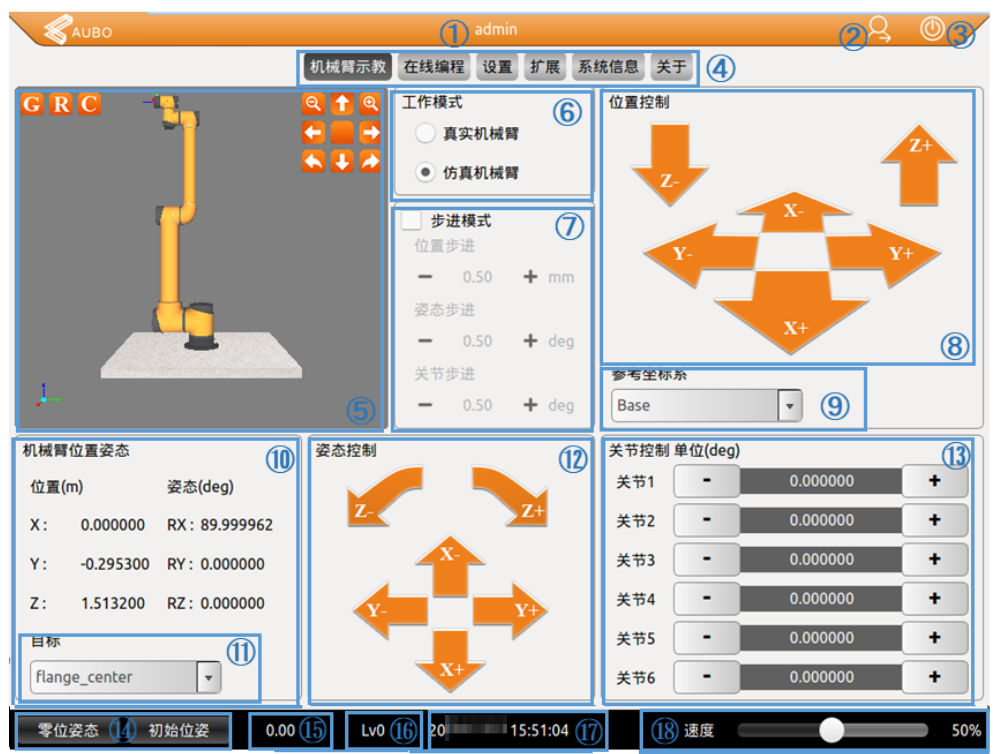 AUBO ① admin ② ③
机械臂示教 在线编程 设置 扩展 系统信息 关于 ④
G R C
⑤
工作模式 ⑥
真实机械臂
仿真机械臂
步进模式 ⑦
位置步进
- 0.50 + mm
姿态步进
- 0.50 + deg
关节步进
- 0.50 + deg
位置控制
Z-
Z+
X-
Y-
Y+
X+
⑧
参考坐标系
Base ⑨
机械臂位置姿态 ⑩
位置(m) 姿态(deg)
X: 0.000000 RX: 89.999962
Y: -0.295300 RY: 0.000000
Z: 1.513200 RZ: 0.000000
目标 ⑪
flange_center
姿态控制 ⑫
Z- Z+
X-
Y- Y+
X+
关节控制 单位(deg) ⑬
关节1 - 0.000000 +
关节2 - 0.000000 +
关节3 - 0.000000 +
关节4 - 0.000000 +
关节5 - 0.000000 +
关节6 - 0.000000 +
零位姿态 ⑭ 初始位姿 0.00 ⑮ Lv0 ⑯ 20 15:51:04 ⑰ ⑱ 速度 50%